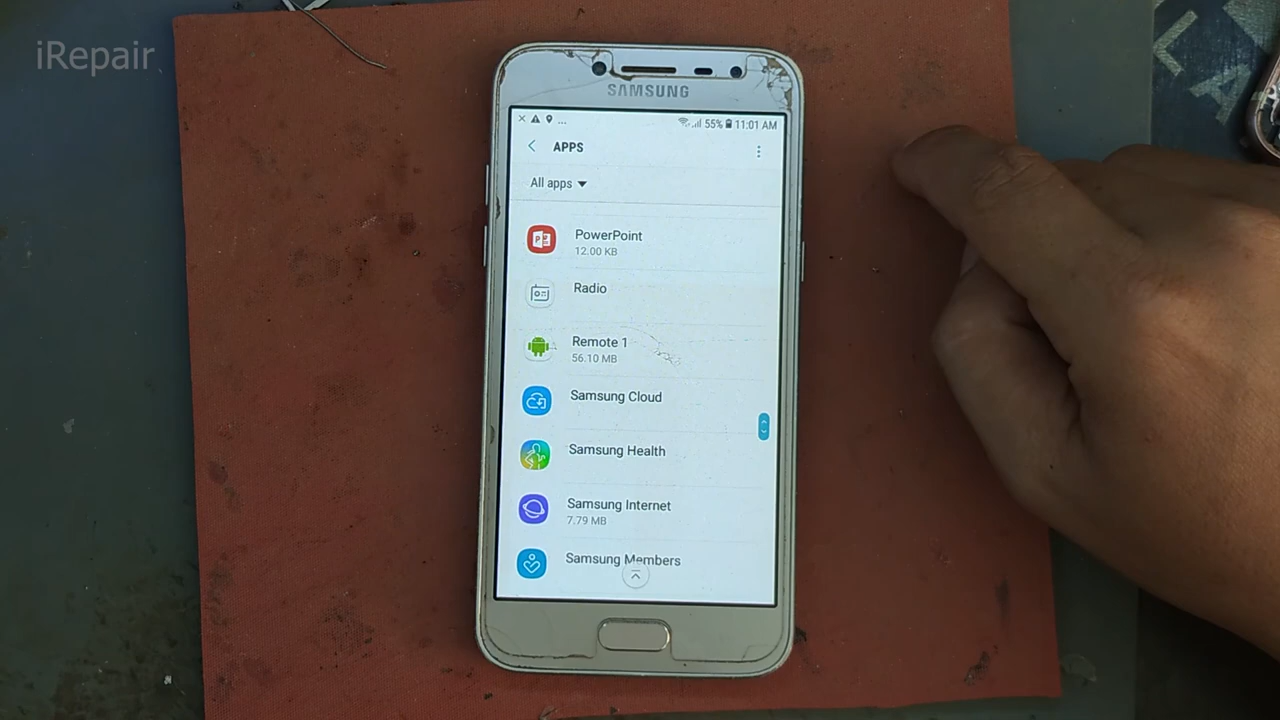 iRepair
SAMSUNG
... 55% 11:01 AM
APPS
All apps
PowerPoint
12.00 KB
Radio
Remote 1
56.10 MB
Samsung Cloud
Samsung Health
Samsung Internet
7.79 MB
Samsung Members